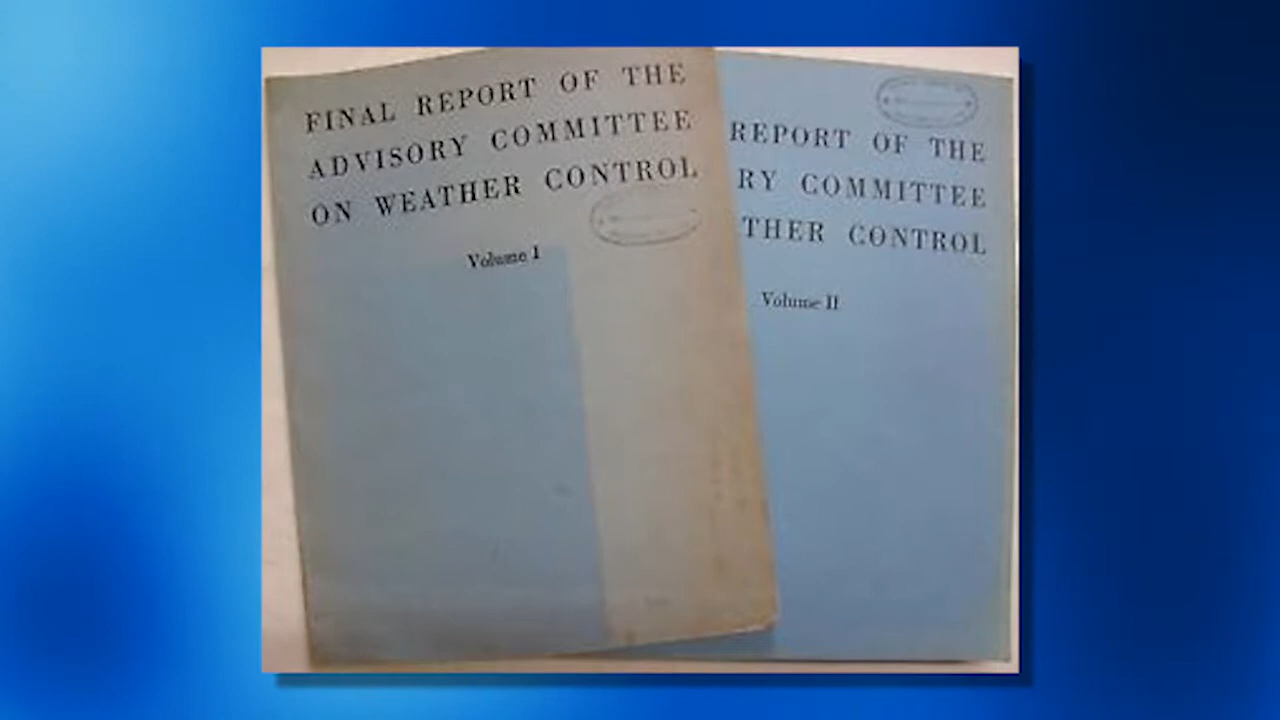 FINAL REPORT OF THE
ADVISORY COMMITTEE
ON WEATHER CONTROL
Volume I
REPORT OF THE
RY COMMITTEE
THER CONTROL
Volume II